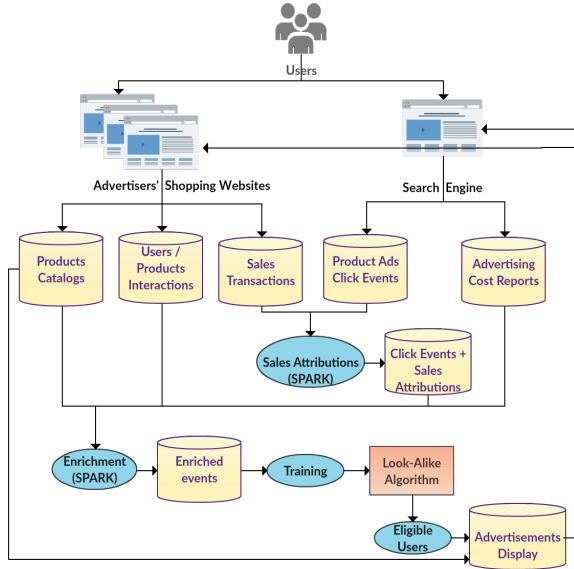 Users
Advertisers' Shopping Websites
Search Engine
Products
Catalogs
Users /
Products
Interactions
Sales
Transactions
Product Ads
Click Events
Advertising
Cost Reports
Sales Attributions
(SPARK)
Click Events +
Sales
Attributions
Enrichment
(SPARK)
Enriched
events
Training
Look-Alike
Algorithm
Eligible
Users
Advertisements
Display